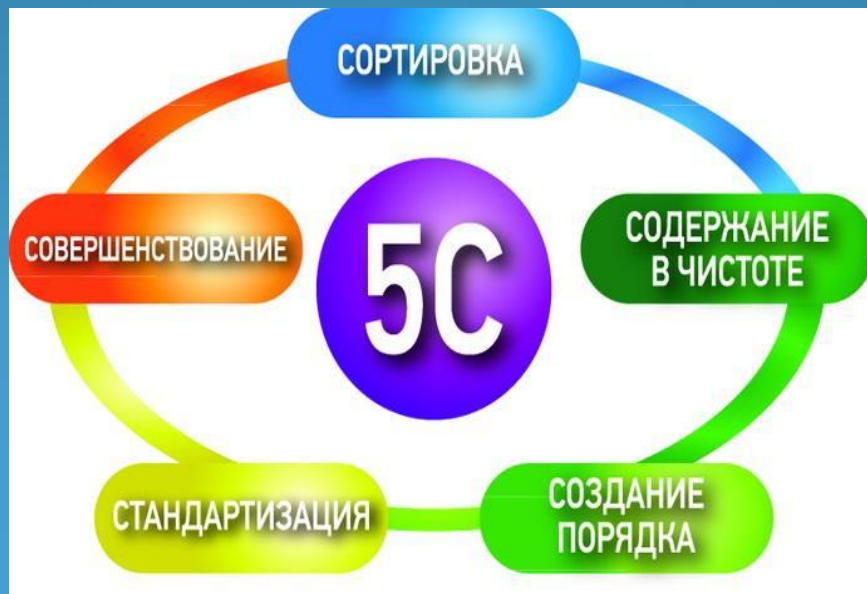 СОРТИРОВКА
СОДЕРЖАНИЕ
В ЧИСТОТЕ
СОЗДАНИЕ
ПОРЯДКА
СТАНДАРТИЗАЦИЯ
СОВЕРШЕНСТВОВАНИЕ
5С